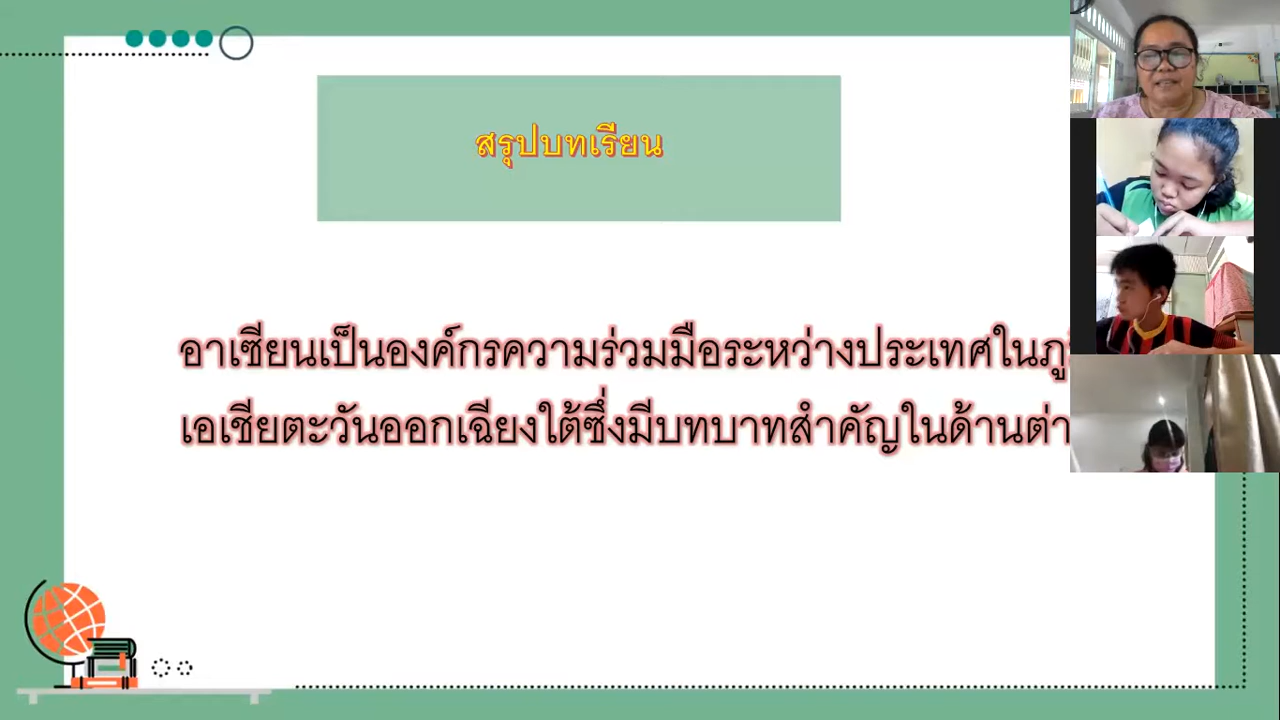 สรุปบทเรียน
อาเซียนเป็นองค์กรความร่วมมือระหว่างประเทศใน
เอเชียตะวันออกเฉียงใต้ซึ่งมีบทบาทสำคัญในด้าน